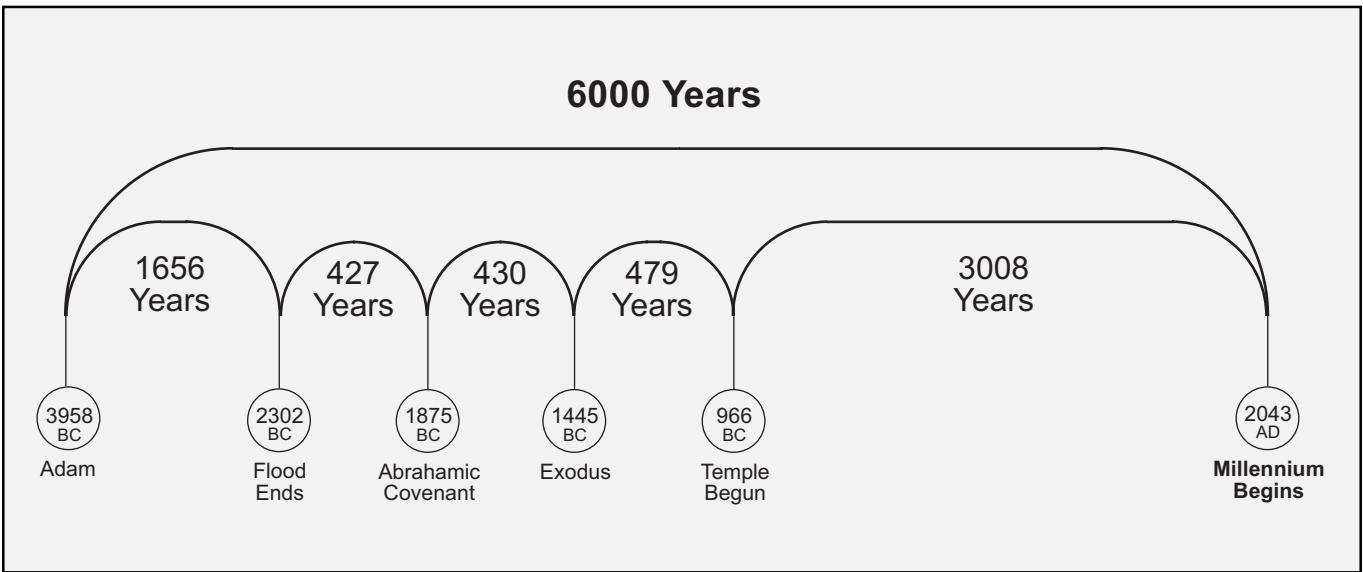 6000 Years
1656
Years
427
Years
430
Years
479
Years
3008
Years
3958
BC
Adam
2302
BC
Flood
Ends
1875
BC
Abrahamic
Covenant
1445
BC
Exodus
966
BC
Temple
Begun
2043
AD
Millennium
Begins